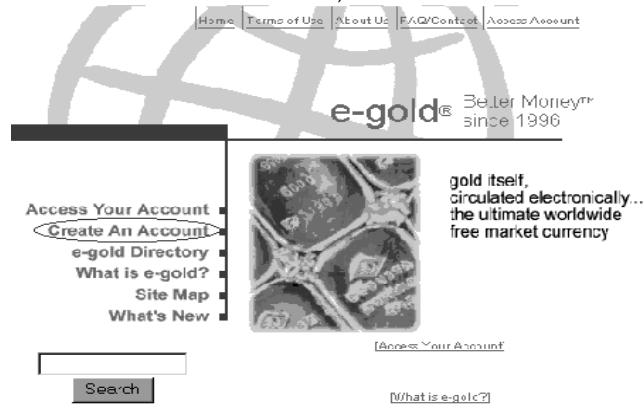 Home Terms of Use About Us FAQ/Contact Access Account
e-gold® Better Money™
since 1996
gold itself,
circulated electronically...
the ultimate worldwide
free market currency
Access Your Account
Create An Account
e-gold Directory
What is e-gold?
Site Map
What's New
[Access Your Account]
Search
[What is e-gold?]